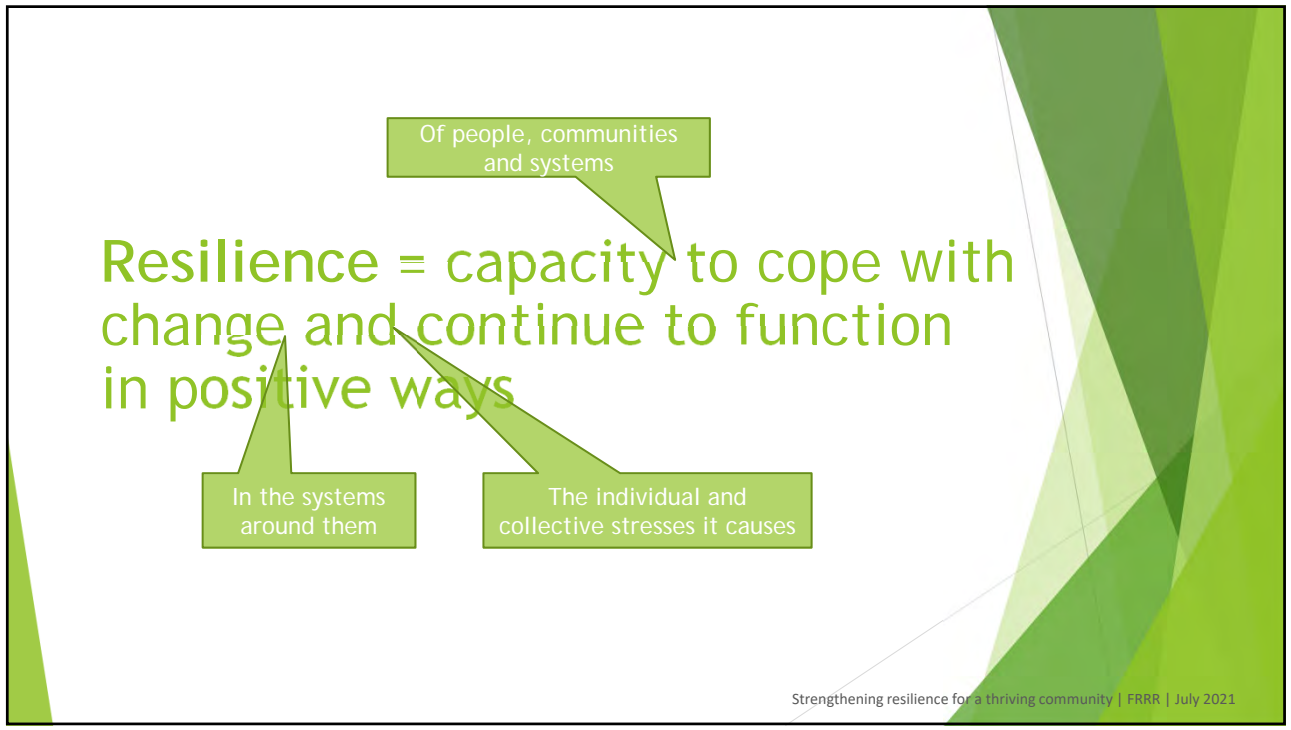 Of people, communities
and systems
Resilience = capacity to cope with
change and continue to function
in positive ways
In the systems
around them
The individual and
collective stresses it causes
Strengthening resilience for a thriving community | FRRR | July 2021